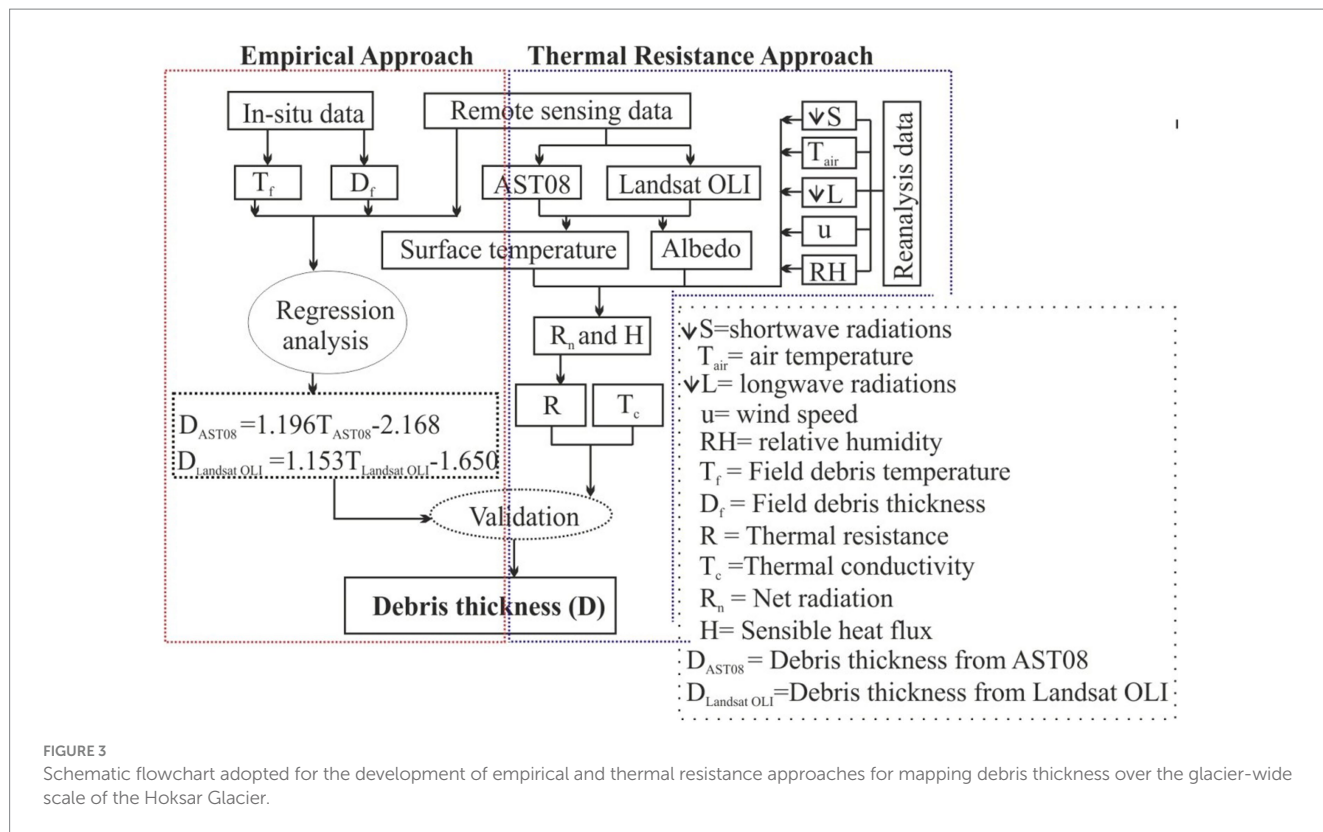 Empirical Approach
Thermal Resistance Approach
In-situ data
Remote sensing data
T_f
D_f
AST08
Landsat OLI
Surface temperature
Albedo
↓S
T_air
↓L
u
RH
Reanalysis data
Regression
analysis
R_n and H
R
T_c
D_AST08 =1.196T_AST08-2.168
D_Landsat OLI =1.153T_Landsat OLI-1.650
Validation
Debris thickness (D)
↓S=shortwave radiations
T_air= air temperature
↓L= longwave radiations
u= wind speed
RH= relative humidity
T_f = Field debris temperature
D_f = Field debris thickness
R = Thermal resistance
T_c =Thermal conductivity
R_n = Net radiation
H= Sensible heat flux
D_AST08= Debris thickness from AST08
D_Landsat OLI=Debris thickness from Landsat OLI
FIGURE 3
Schematic flowchart adopted for the development of empirical and thermal resistance approaches for mapping debris thickness over the glacier-wide
scale of the Hoksar Glacier.